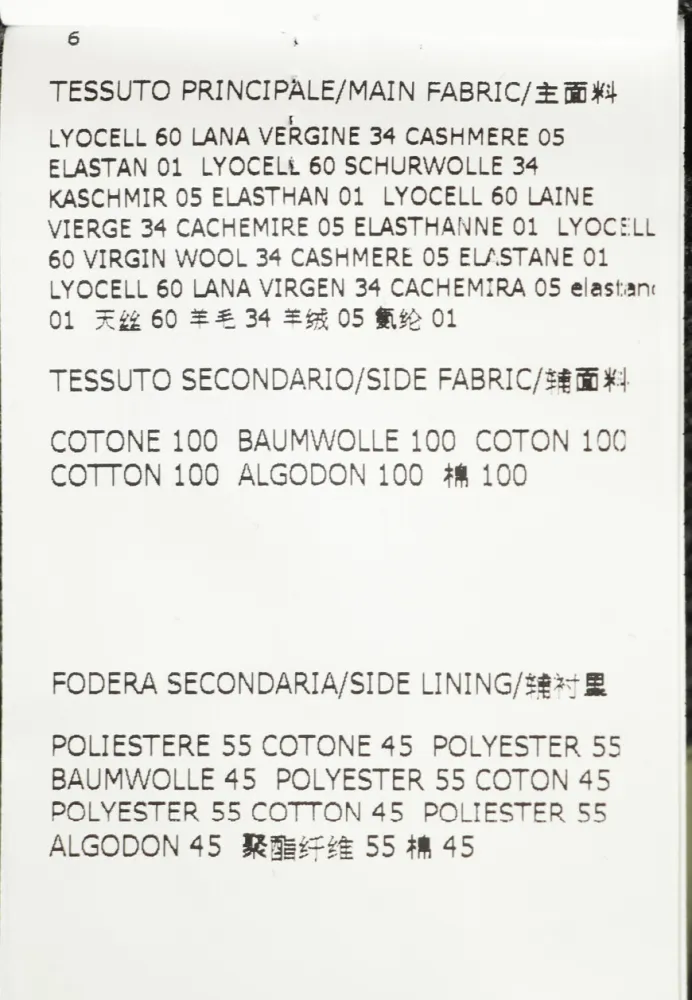 6
TESSUTO PRINCIPALE/MAIN FABRIC/主面料
LYOCELL 60 LANA VERGINE 34 CASHMERE 05
ELASTAN 01 LYOCELL 60 SCHURWOLLE 34
KASCHMIR 05 ELASTHAN 01 LYOCELL 60 LAINE
VIERGE 34 CACHEMIRE 05 ELASTHANNE 01 LYOCELL
60 VIRGIN WOOL 34 CASHMERE 05 ELASTANE 01
LYOCELL 60 LANA VIRGEN 34 CACHEMIRA 05 elastano
01 天丝 60 羊毛 34 羊绒 05 氨纶 01
TESSUTO SECONDARIO/SIDE FABRIC/辅面料
COTONE 100 BAUMWOLLE 100 COTON 100
COTTON 100 ALGODON 100 棉 100
FODERA SECONDARIA/SIDE LINING/辅衬里
POLIESTERE 55 COTONE 45 POLYESTER 55
BAUMWOLLE 45 POLYESTER 55 COTON 45
POLYESTER 55 COTTON 45 POLIESTER 55
ALGODON 45 聚酯纤维 55 棉 45